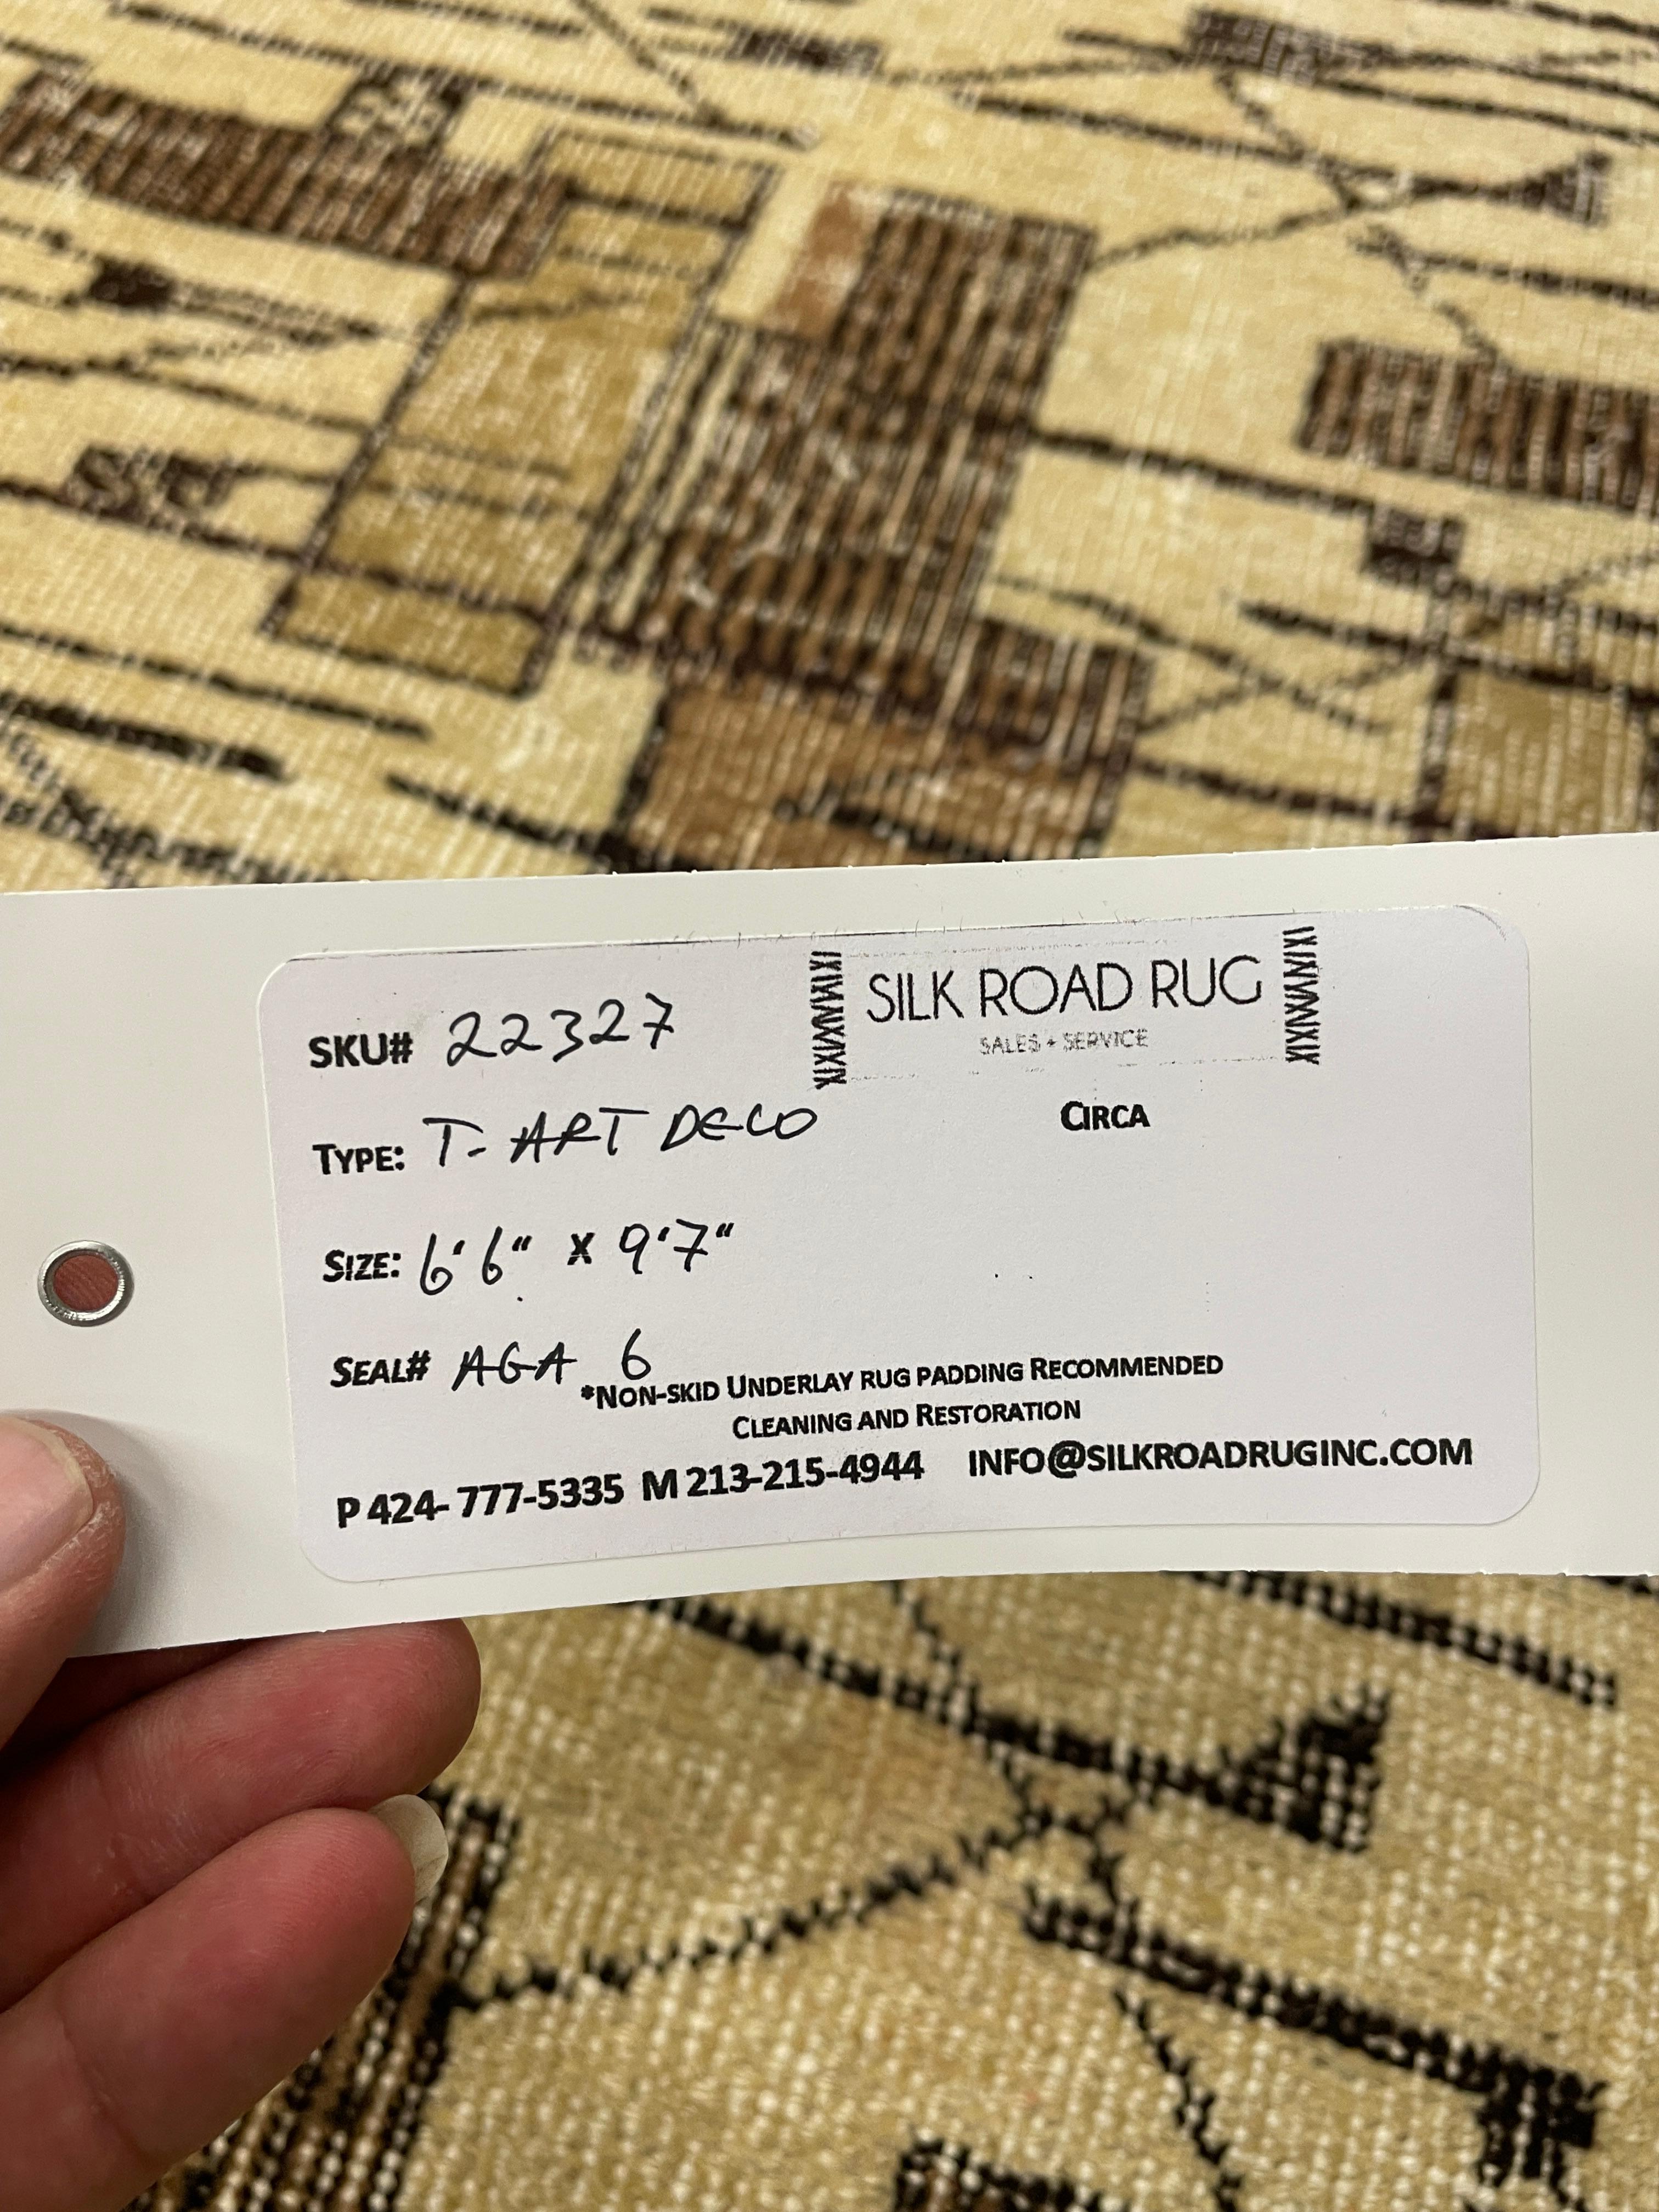 SILK ROAD RUG
SALES + SERVICE
SKU# 22327
CIRCA
TYPE: T- ART DECO
SIZE: 6'6" X 9'7"
SEAL# AGA 6
*NON-SKID UNDERLAY RUG PADDING RECOMMENDED
CLEANING AND RESTORATION
P 424-777-5335 M 213-215-4944 INFO@SILKROADRUGINC.COM